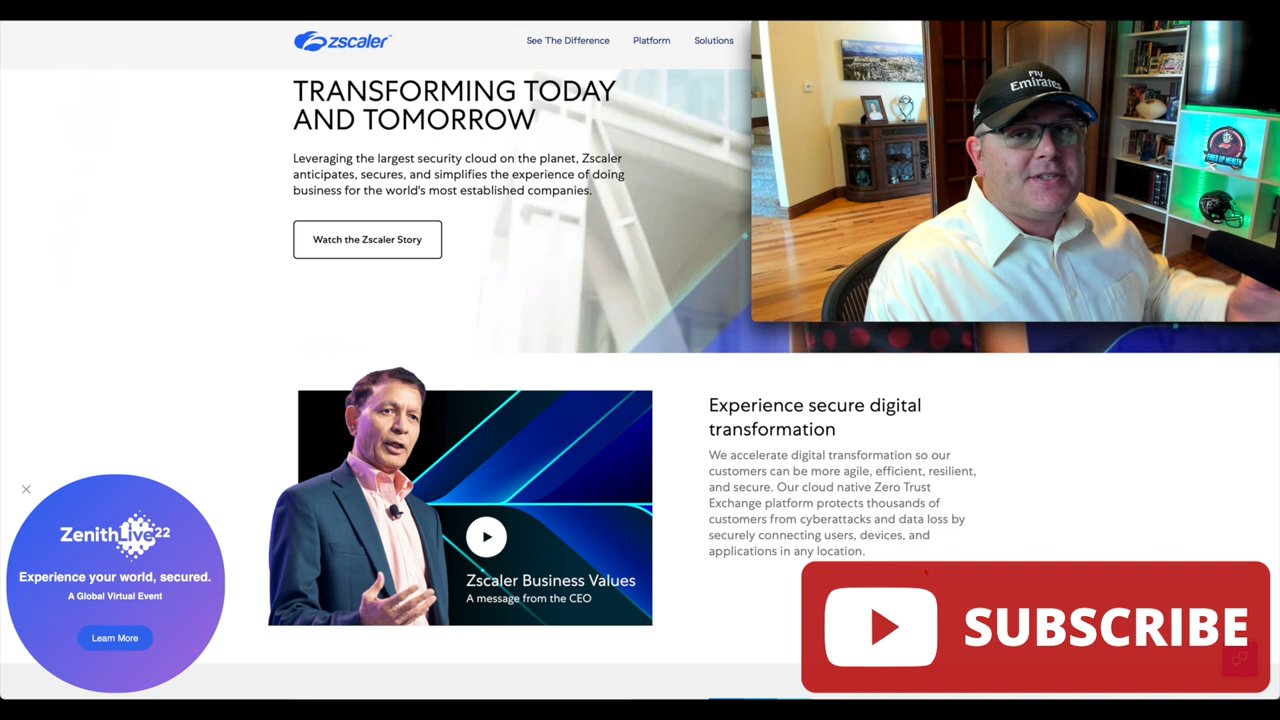 zscaler
See The Difference
Platform
Solutions
TRANSFORMING TODAY
AND TOMORROW
Leveraging the largest security cloud on the planet, Zscaler
anticipates, secures, and simplifies the experience of doing
business for the world's most established companies.
Watch the Zscaler Story
Fly
Emirates
FIRED UP WEALTH
Experience secure digital
transformation
We accelerate digital transformation so our
customers can be more agile, efficient, resilient,
and secure. Our cloud native Zero Trust
Exchange platform protects thousands of
customers from cyberattacks and data loss by
securely connecting users, devices, and
applications in any location.
Zscaler Business Values
A message from the CEO
ZenithLive22
Experience your world, secured.
A Global Virtual Event
Learn More
SUBSCRIBE